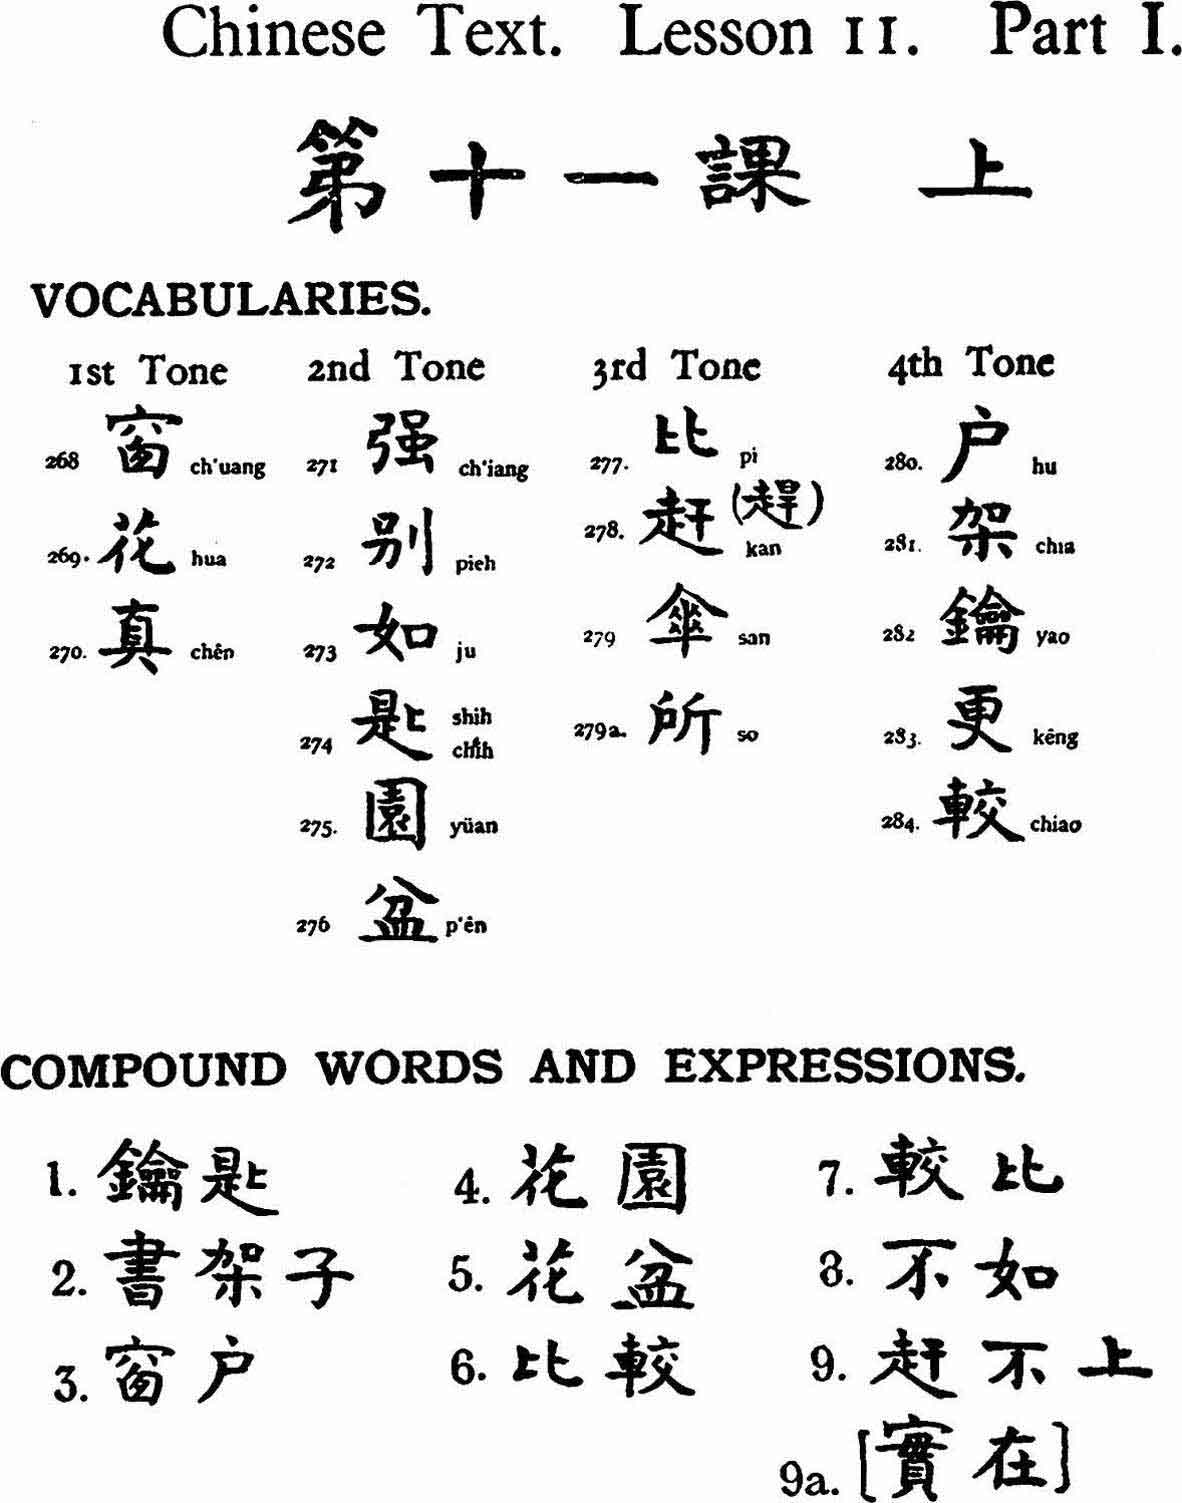 Chinese Text. Lesson 11. Part I.
第十一課 上
VOCABULARIES.
1st Tone 2nd Tone 3rd Tone 4th Tone
268 窗 ch'uang 271 强 ch'iang 277. 比 pi 280. 户 hu
269. 花 hua 272 别 pieh 278. 赶 (趕) kan 281. 架 chia
270. 真 chên 273 如 ju 279 傘 san 282 鑰 yao
274 匙 shih chih 279a. 所 so 283. 更 kêng
275. 園 yüan 284. 較 chiao
276 盆 p'ên
COMPOUND WORDS AND EXPRESSIONS.
1. 鑰匙 4. 花園 7. 較比
2. 書架子 5. 花盆 8. 不如
3. 窗户 6. 比較 9. 赶不上
9a. [實在]